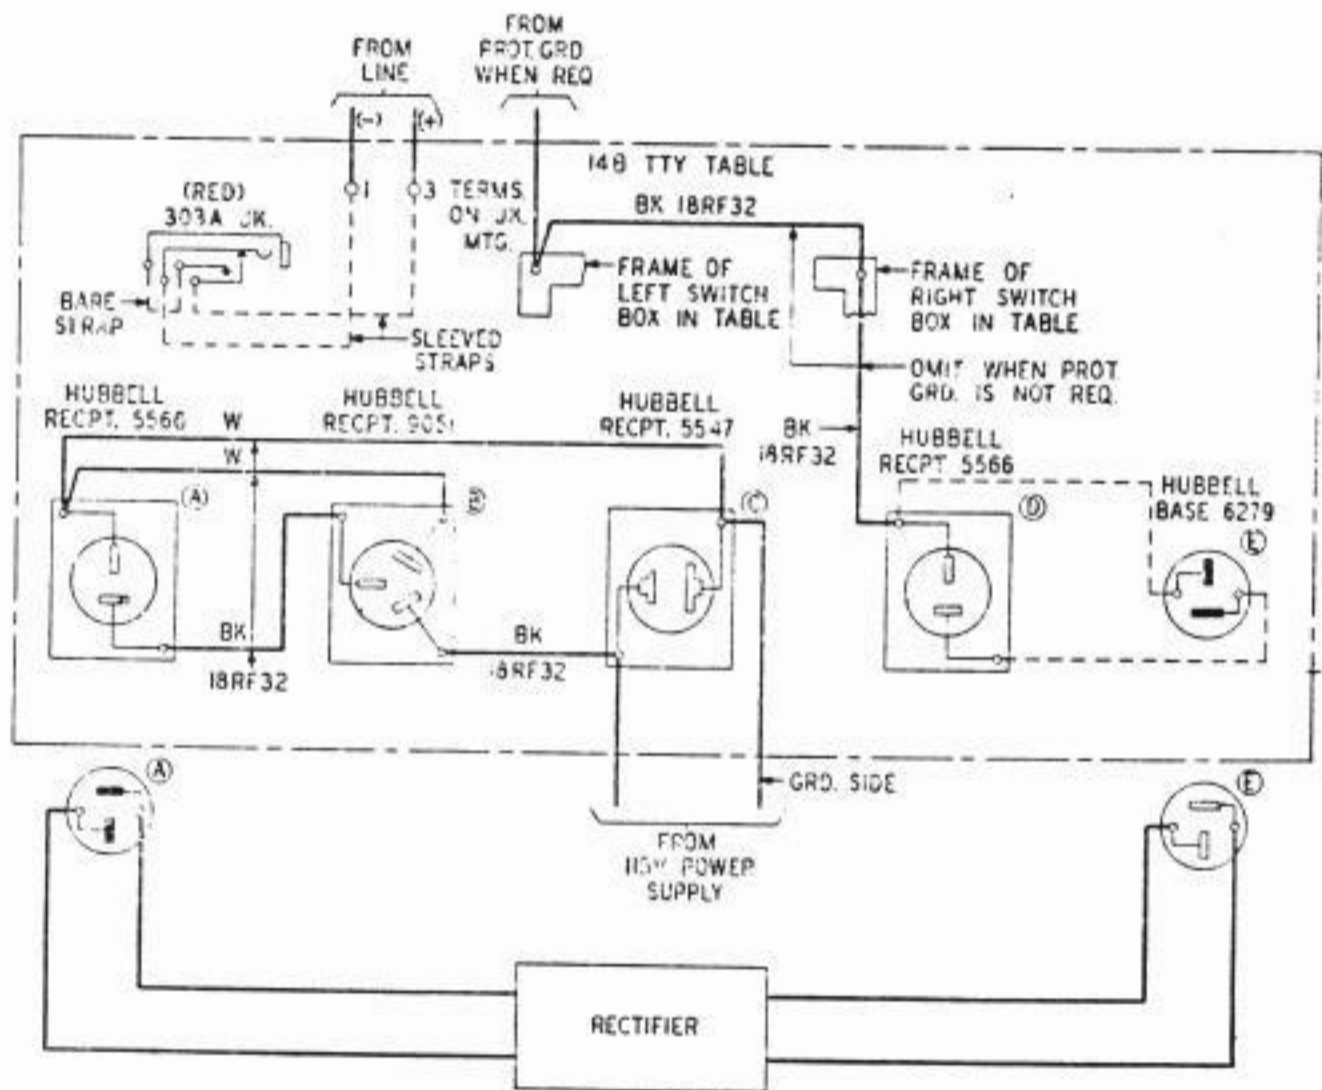 FROM
LINE
FROM
PROT. GRD
WHEN REQ
(-)
(+)
14B TTY TABLE
(RED)
303A JK.
1
3
TERMS.
ON JK.
MTG.
BK 18RF32
FRAME OF
LEFT SWITCH
BOX IN TABLE
FRAME OF
RIGHT SWITCH
BOX IN TABLE
BARE
STRAP
SLEEVED
STRAPS
OMIT WHEN PROT.
GRD. IS NOT REQ.
HUBBELL
RECPT. 5566
W
HUBBELL
RECPT. 9051
HUBBELL
RECPT. 5547
BK
18RF32
HUBBELL
RECPT 5566
W
HUBBELL
BASE 6279
A
B
C
D
E
BK
18RF32
BK
18RF32
A
GRD. SIDE
E
FROM
115V POWER
SUPPLY
RECTIFIER